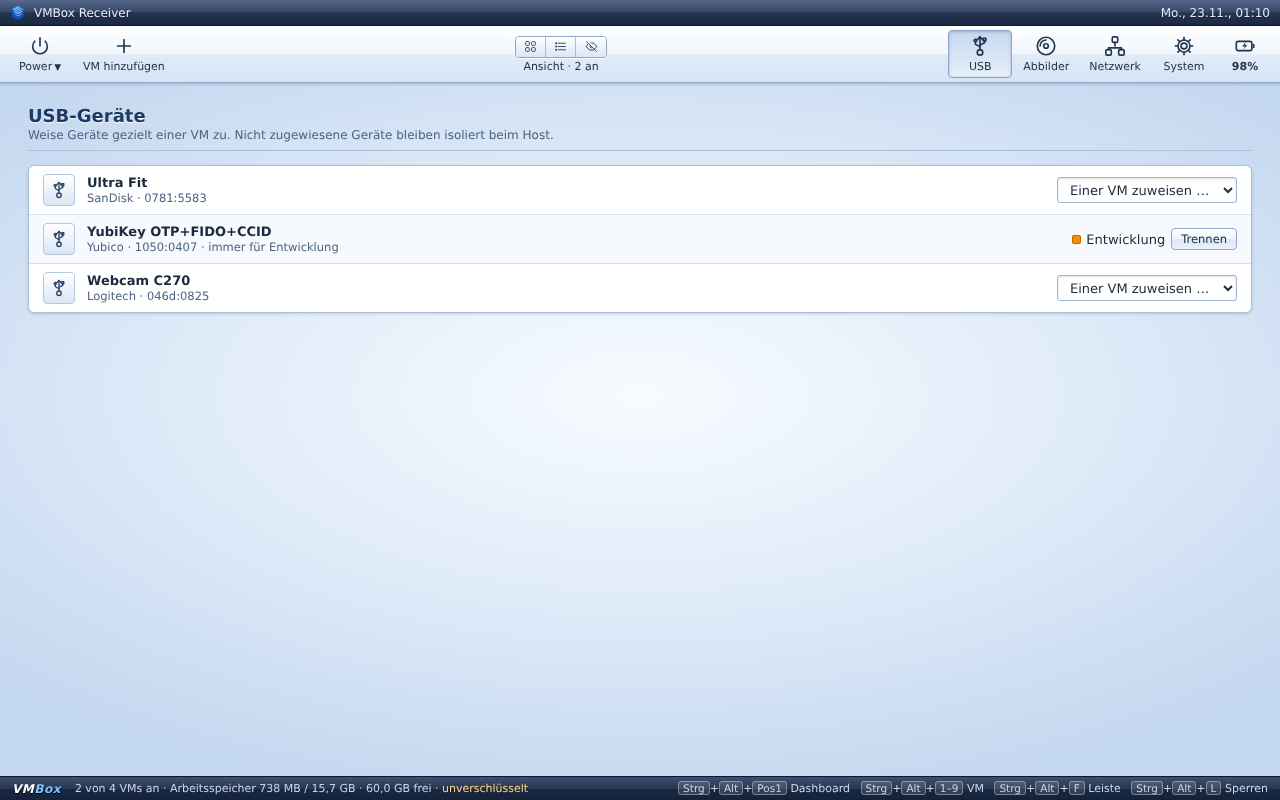 VMBox Receiver
Mo., 23.11., 01:10
Power▼
VM hinzufügen
Ansicht · 2 an
USB
Abbilder
Netzwerk
System
98%
USB-Geräte
Weise Geräte gezielt einer VM zu. Nicht zugewiesene Geräte bleiben isoliert beim Host.
Ultra Fit
SanDisk · 0781:5583
Einer VM zuweisen ...
YubiKey OTP+FIDO+CCID
Yubico · 1050:0407 · immer für Entwicklung
Entwicklung
Trennen
Webcam C270
Logitech · 046d:0825
Einer VM zuweisen ...
VMBox
2 von 4 VMs an · Arbeitsspeicher 738 MB / 15,7 GB · 60,0 GB frei · unverschlüsselt
Strg+Alt+Pos1 Dashboard
Strg+Alt+1–9 VM
Strg+Alt+F Leiste
Strg+Alt+L Sperren